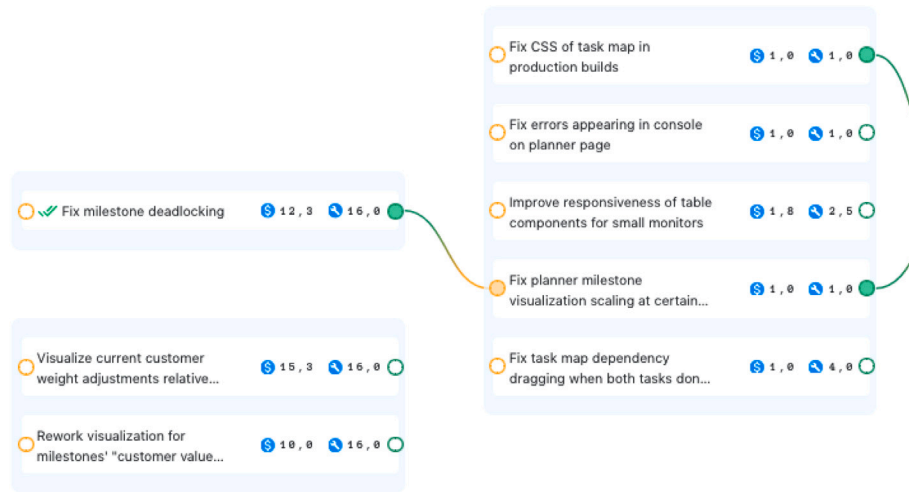 Fix milestone deadlocking $ 12,3 16,0
Visualize current customer
weight adjustments relative... $ 15,3 16,0
Rework visualization for
milestones' "customer value... $ 10,0 16,0
Fix CSS of task map in
production builds $ 1,0 1,0
Fix errors appearing in console
on planner page $ 1,0 1,0
Improve responsiveness of table
components for small monitors $ 1,8 2,5
Fix planner milestone
visualization scaling at certain... $ 1,0 1,0
Fix task map dependency
dragging when both tasks don... $ 1,0 4,0